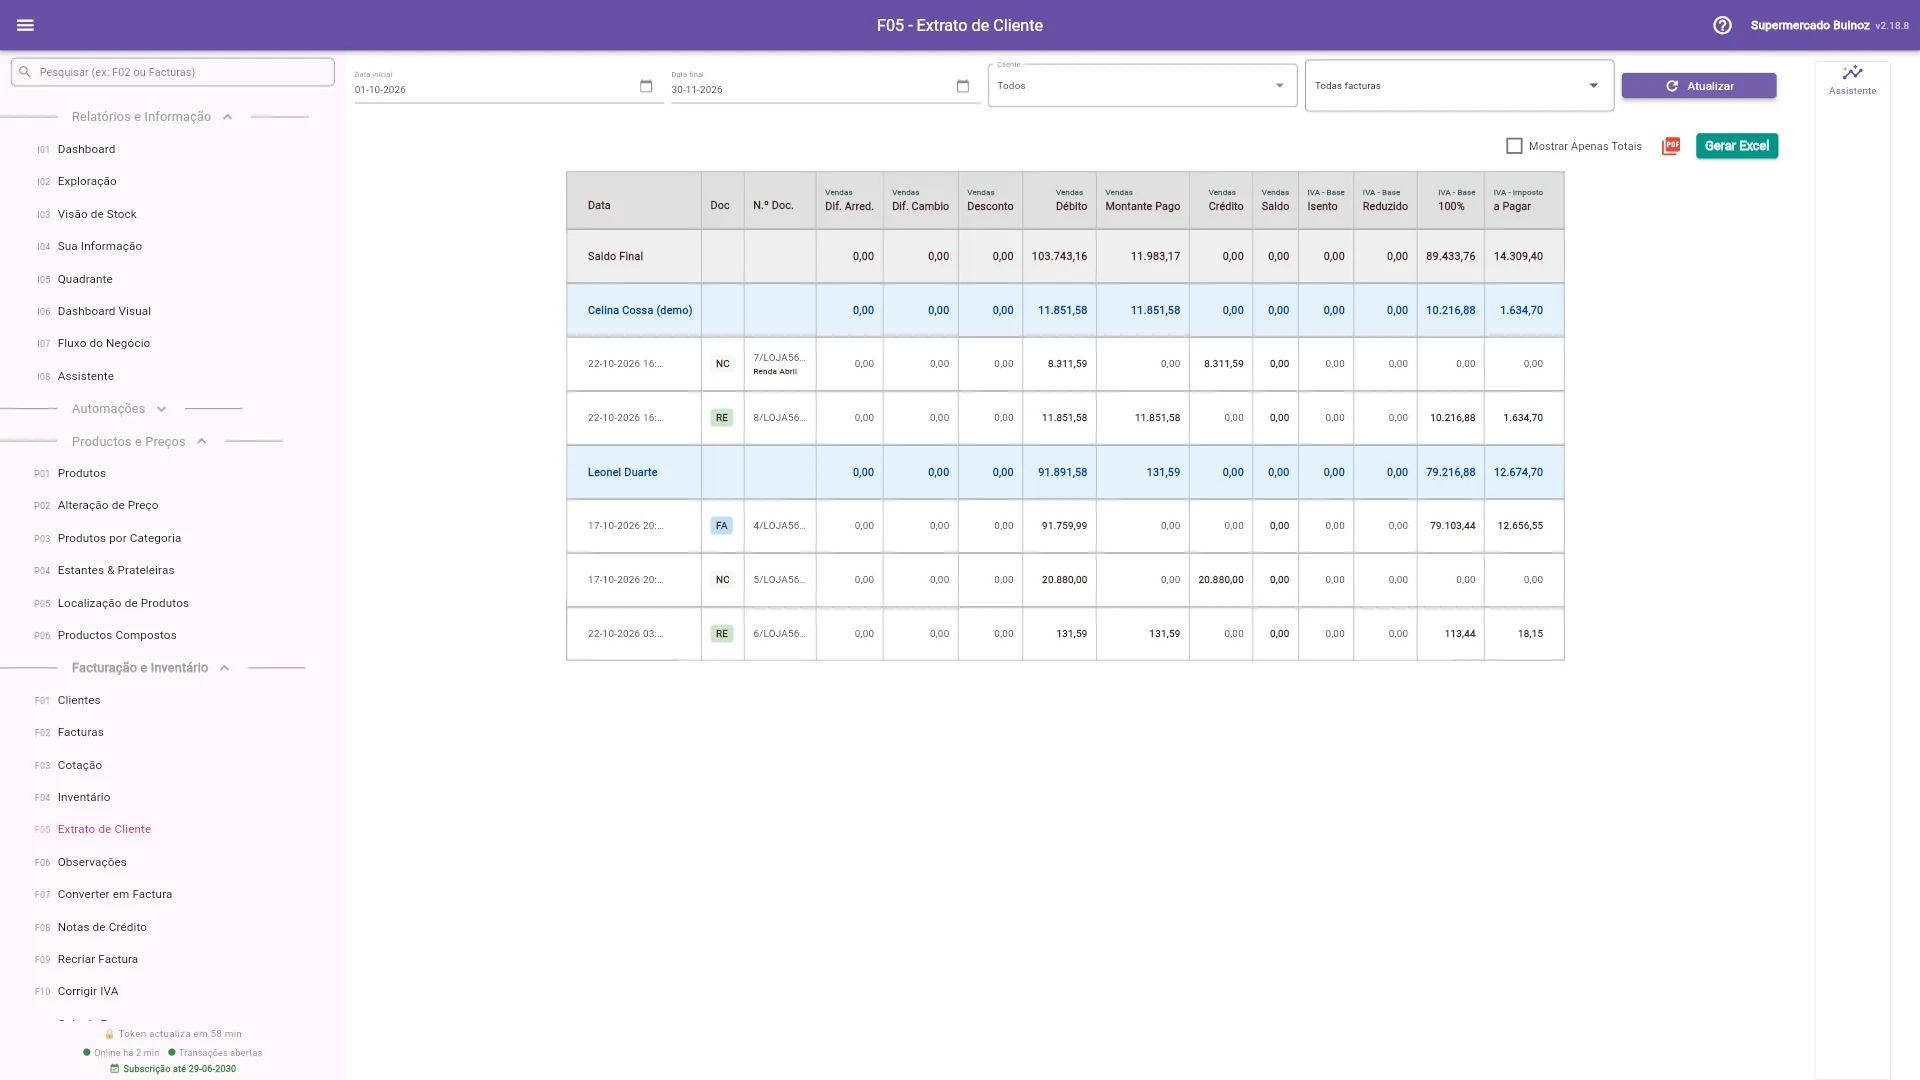 F05 - Extrato de Cliente
Supermercado Bulnoz v2.18.8
Pesquisar (ex: F02 ou Facturas)
Relatórios e Informação
I01 Dashboard
I02 Exploração
I03 Visão de Stock
I04 Sua Informação
I05 Quadrante
I06 Dashboard Visual
I07 Fluxo do Negócio
I08 Assistente
Automações
Productos e Preços
P01 Produtos
P02 Alteração de Preço
P03 Produtos por Categoria
P04 Estantes & Prateleiras
P05 Localização de Produtos
P06 Productos Compostos
Facturação e Inventário
F01 Clientes
F02 Facturas
F03 Cotação
F04 Inventário
F05 Extrato de Cliente
F06 Observações
F07 Converter em Factura
F08 Notas de Crédito
F09 Recriar Factura
F10 Corrigir IVA
Token actualiza em 58 min
Online há 2 min Transações abertas
Subscrição até 29-06-2030
Data inicial
01-10-2026
Data final
30-11-2026
Cliente
Todos
Todas facturas
Atualizar
Assistente
Mostrar Apenas Totais
PDF
Gerar Excel
Data Doc N.º Doc. Vendas Dif. Arred. Vendas Dif. Cambio Vendas Desconto Vendas Débito Vendas Montante Pago Vendas Crédito Vendas Saldo IVA - Base Isento IVA - Base Reduzido IVA - Base 100% IVA - Imposto a Pagar
Saldo Final 0,00 0,00 0,00 103.743,16 11.983,17 0,00 0,00 0,00 0,00 89.433,76 14.309,40
Celina Cossa (demo) 0,00 0,00 0,00 11.851,58 11.851,58 0,00 0,00 0,00 0,00 10.216,88 1.634,70
22-10-2026 16:... NC 7/LOJA56... Renda Abril 0,00 0,00 0,00 8.311,59 0,00 8.311,59 0,00 0,00 0,00 0,00 0,00
22-10-2026 16:... RE 8/LOJA56... 0,00 0,00 0,00 11.851,58 11.851,58 0,00 0,00 0,00 0,00 10.216,88 1.634,70
Leonel Duarte 0,00 0,00 0,00 91.891,58 131,59 0,00 0,00 0,00 0,00 79.216,88 12.674,70
17-10-2026 20:... FA 4/LOJA56... 0,00 0,00 0,00 91.759,99 0,00 0,00 0,00 0,00 0,00 79.103,44 12.656,55
17-10-2026 20:... NC 5/LOJA56... 0,00 0,00 0,00 20.880,00 0,00 20.880,00 0,00 0,00 0,00 0,00 0,00
22-10-2026 03:... RE 6/LOJA56... 0,00 0,00 0,00 131,59 131,59 0,00 0,00 0,00 0,00 113,44 18,15